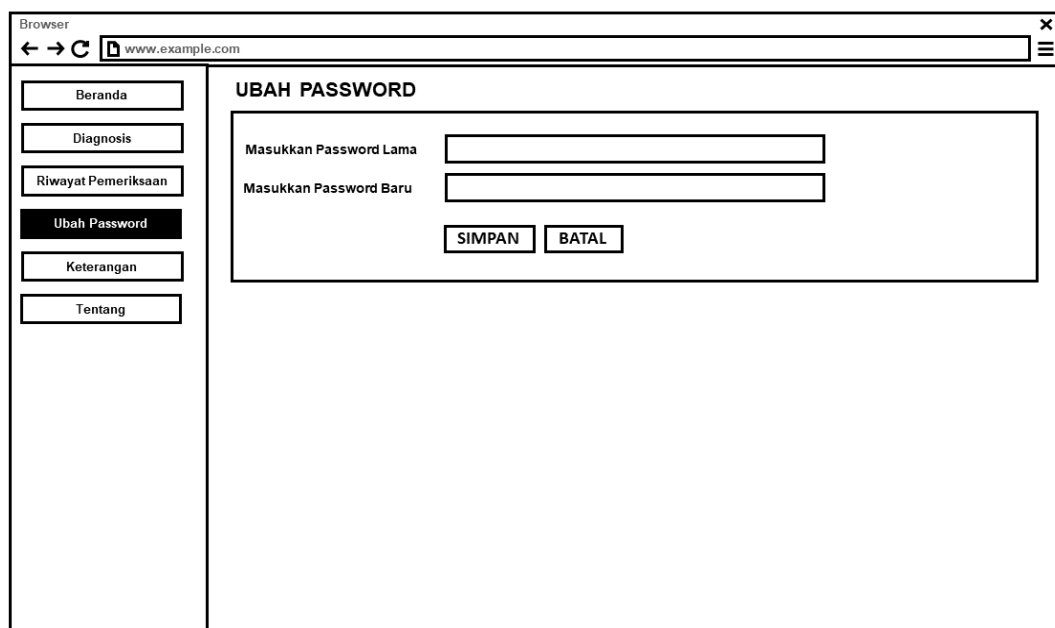 Browser
www.example.com
Beranda
Diagnosis
Riwayat Pemeriksaan
Ubah Password
Keterangan
Tentang
UBAH PASSWORD
Masukkan Password Lama
Masukkan Password Baru
SIMPAN BATAL